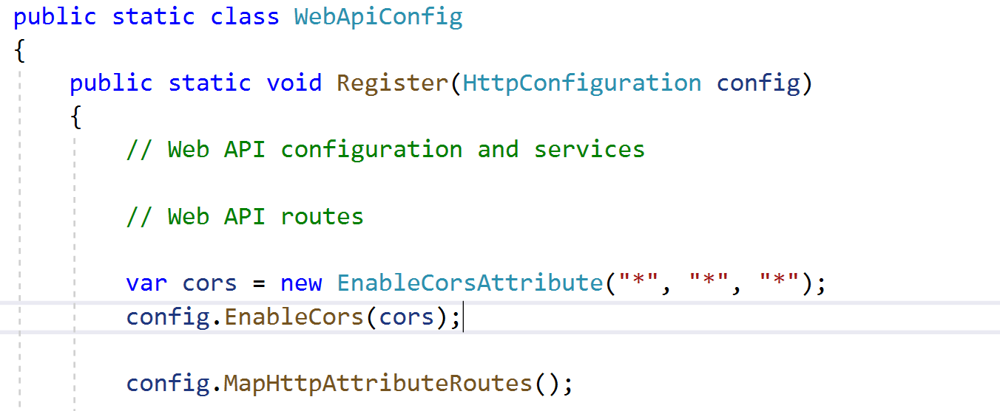 public static class WebApiConfig
{
public static void Register(HttpConfiguration config)
{
// Web API configuration and services
// Web API routes
var cors = new EnableCorsAttribute("*", "*", "*");
config.EnableCors(cors);
config.MapHttpAttributeRoutes();